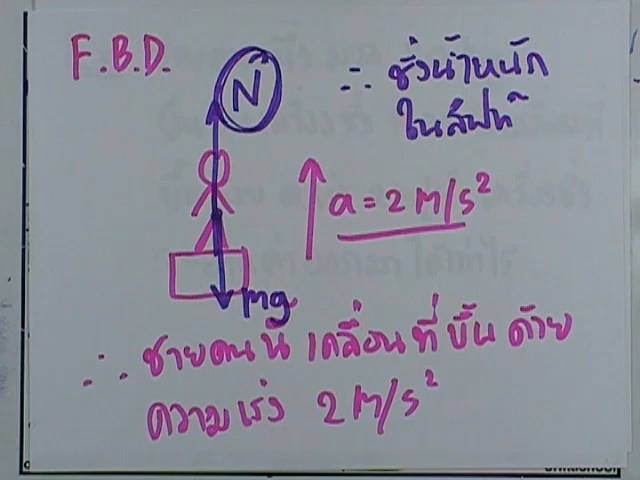 F.B.D.
N
∴ ชั่งน้ำหนัก
ในลิฟท์
a = 2 m/s²
mg
∴ ชายคนนี้ เคลื่อนที่ขึ้นด้วย
ความเร่ง 2 m/s²